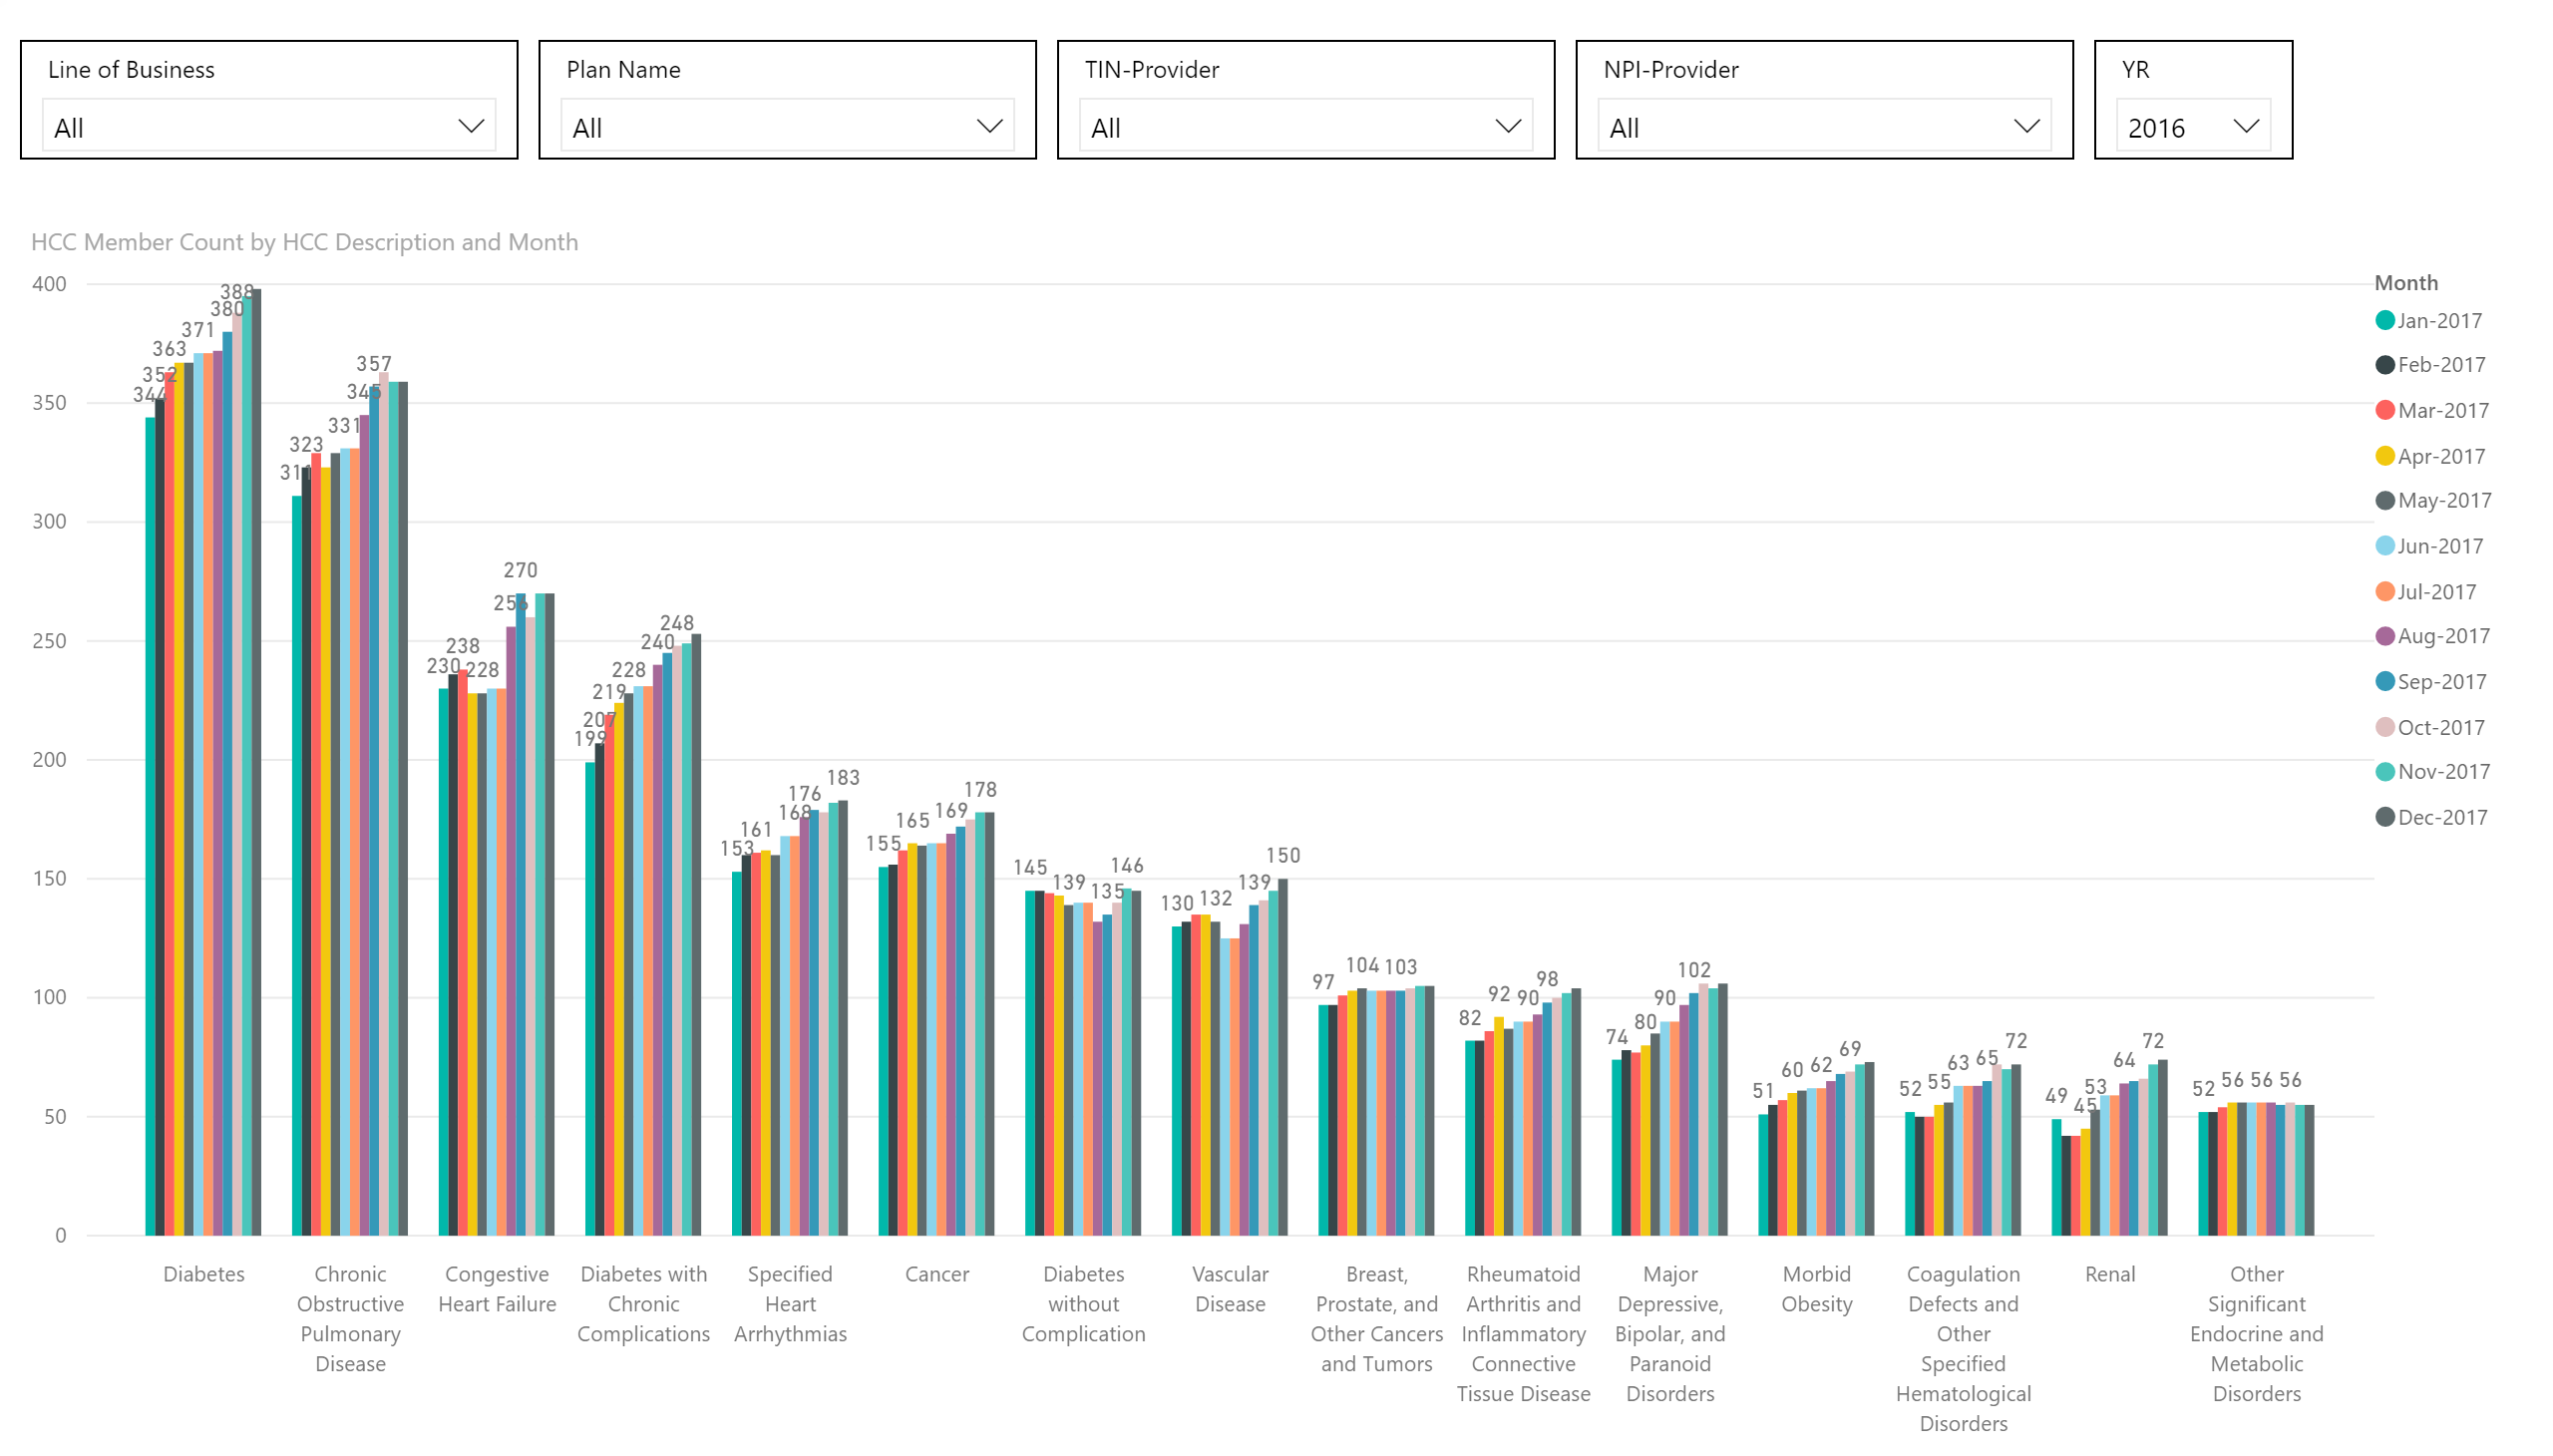 Line of Business
All
Plan Name
All
TIN-Provider
All
NPI-Provider
All
YR
2016
HCC Member Count by HCC Description and Month
400
350
300
250
200
150
100
50
0
344
352
363
371
380
388
311
323
331
345
357
230
238
228
256
270
199
207
219
228
240
248
153
161
168
176
183
155
165
169
178
145
139
135
146
130
132
139
150
97
104
103
82
92
90
98
74
80
90
102
51
60
62
69
52
55
63
65
72
49
45
53
64
72
52
56
56
56
Diabetes
Chronic
Obstructive
Pulmonary
Disease
Congestive
Heart Failure
Diabetes with
Chronic
Complications
Specified
Heart
Arrhythmias
Cancer
Diabetes
without
Complication
Vascular
Disease
Breast,
Prostate, and
Other Cancers
and Tumors
Rheumatoid
Arthritis and
Inflammatory
Connective
Tissue Disease
Major
Depressive,
Bipolar, and
Paranoid
Disorders
Morbid
Obesity
Coagulation
Defects and
Other
Specified
Hematological
Disorders
Renal
Other
Significant
Endocrine and
Metabolic
Disorders
Month
Jan-2017
Feb-2017
Mar-2017
Apr-2017
May-2017
Jun-2017
Jul-2017
Aug-2017
Sep-2017
Oct-2017
Nov-2017
Dec-2017